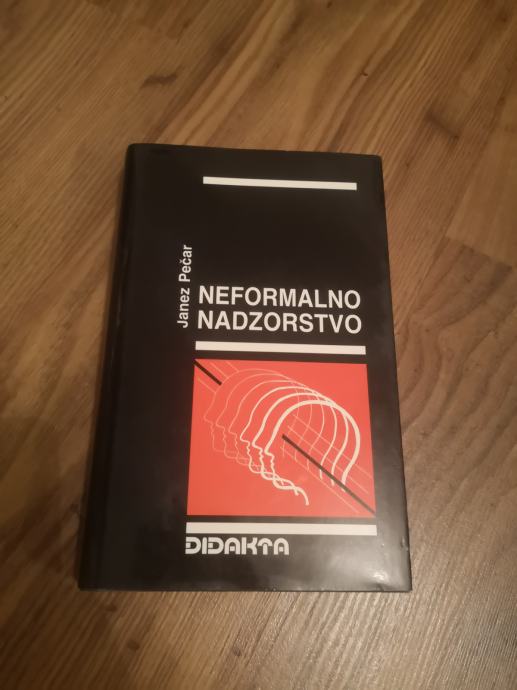 Janez Pečar
NEFORMALNO
NADZORSTVO
DIDAKTA